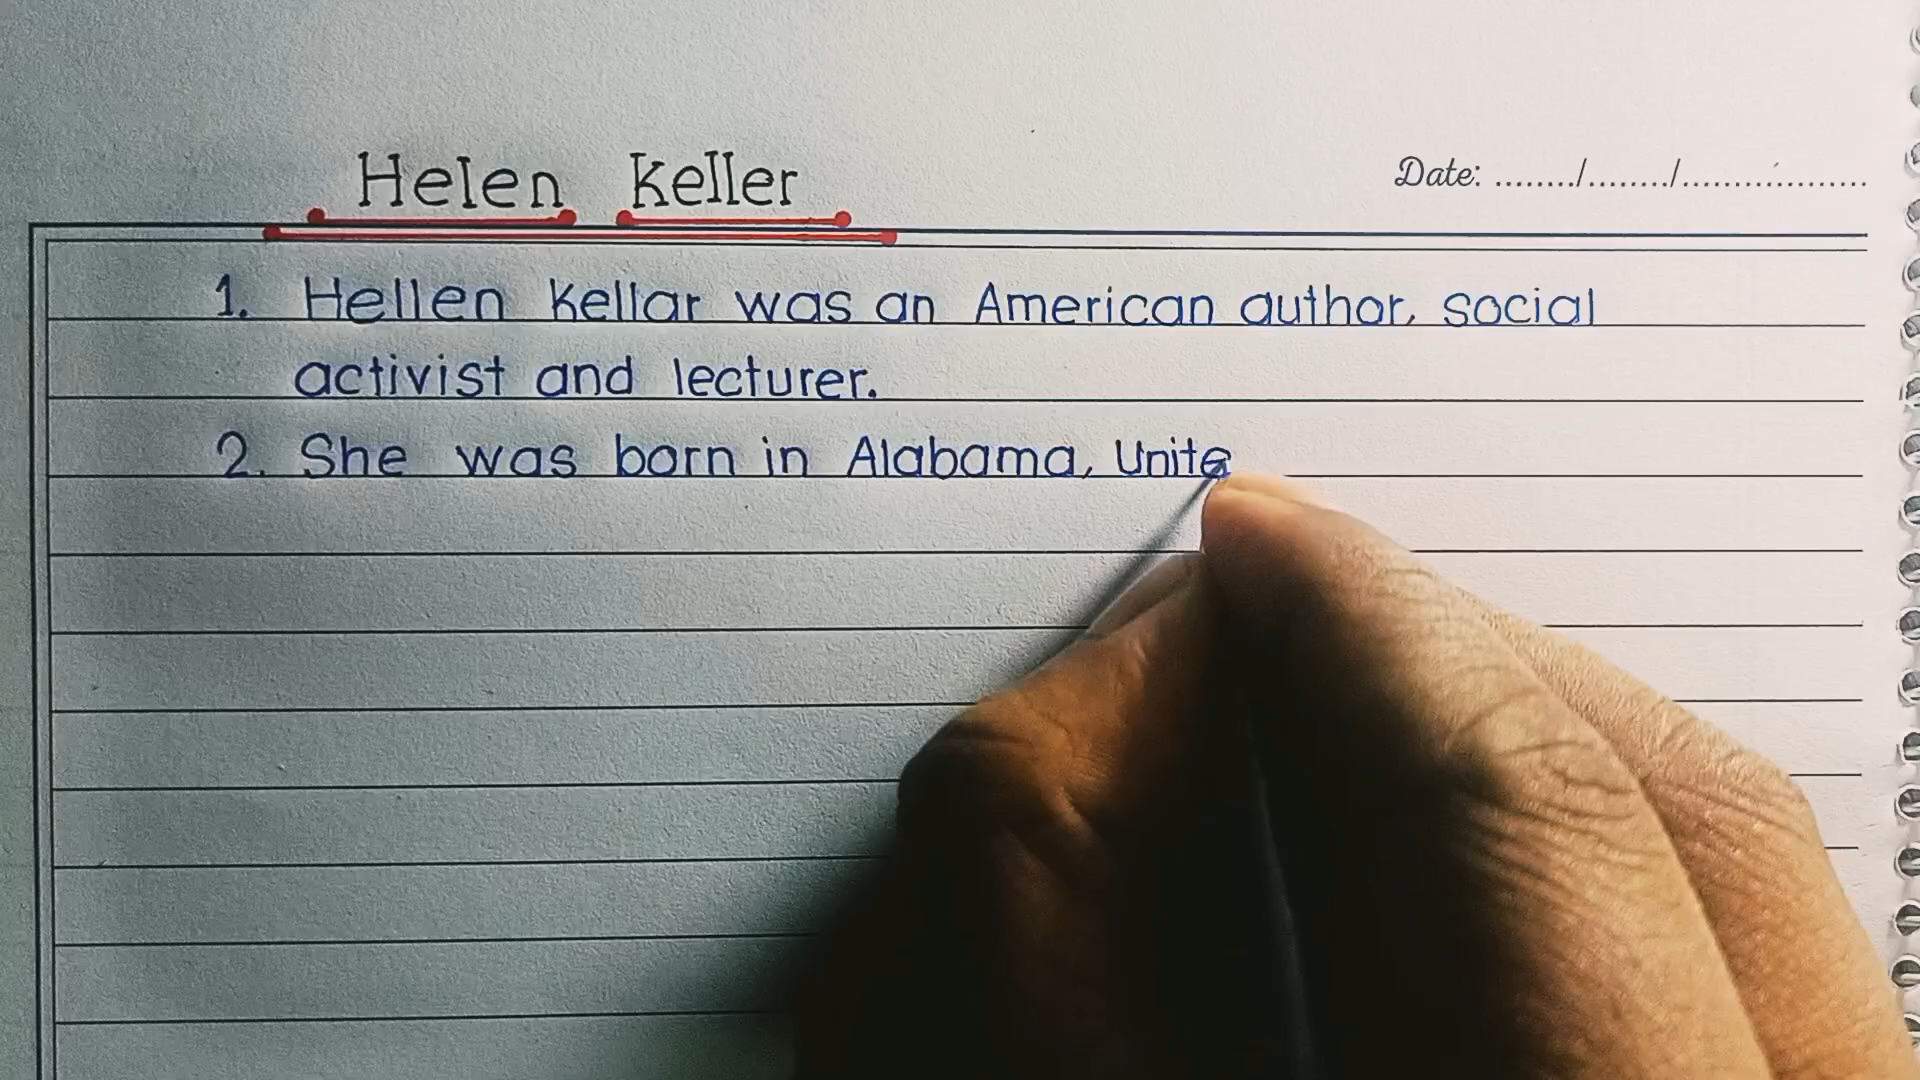 Helen Keller
Date: ......../......../...................
1. Hellen Kellar was an American author, social
activist and lecturer.
2. She was born in Alabama, Unite